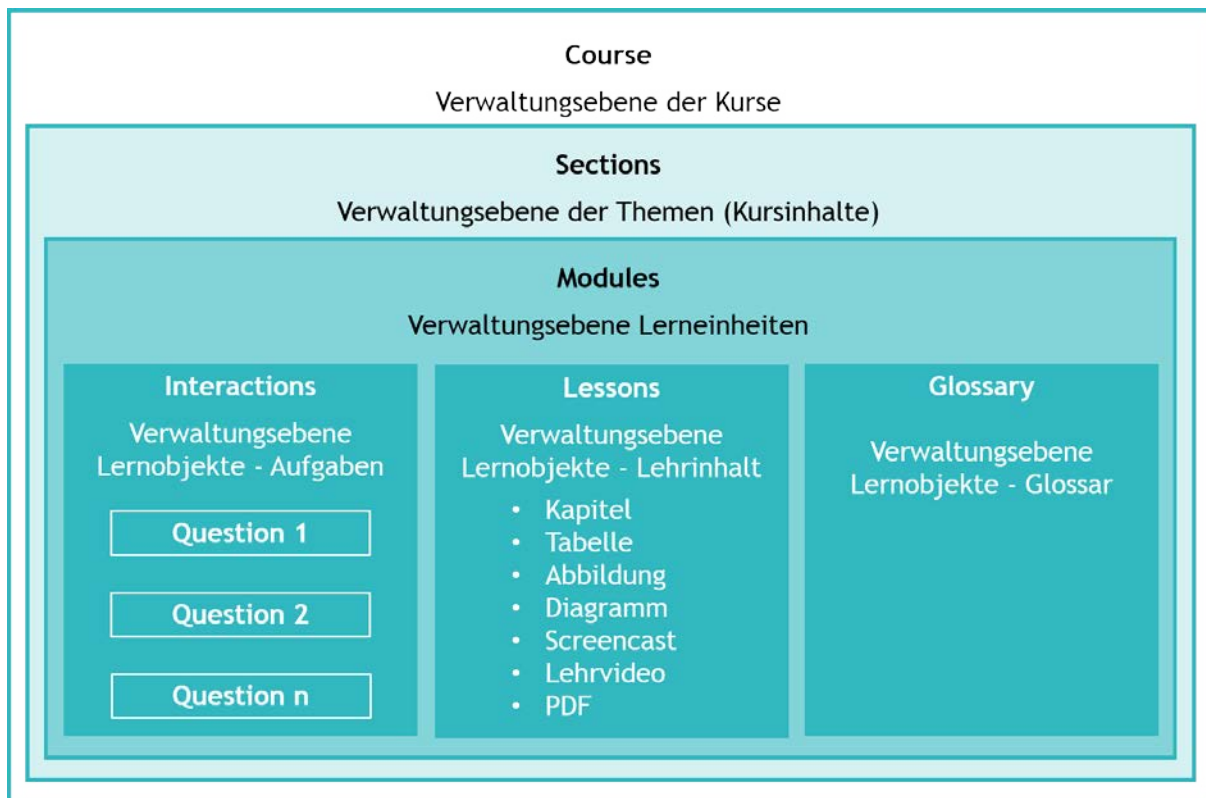 Course
Verwaltungsebene der Kurse
Sections
Verwaltungsebene der Themen (Kursinhalte)
Modules
Verwaltungsebene Lerneinheiten
Interactions
Verwaltungsebene
Lernobjekte - Aufgaben
Question 1
Question 2
Question n
Lessons
Verwaltungsebene
Lernobjekte - Lehrinhalt
• Kapitel
• Tabelle
• Abbildung
• Diagramm
• Screencast
• Lehrvideo
• PDF
Glossary
Verwaltungsebene
Lernobjekte - Glossar